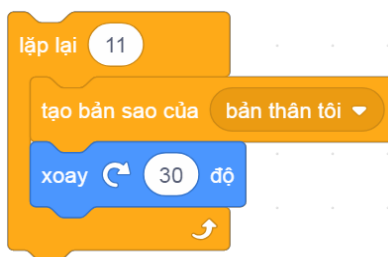 lặp lại 11
tạo bản sao của bản thân tôi
xoay 30 độ